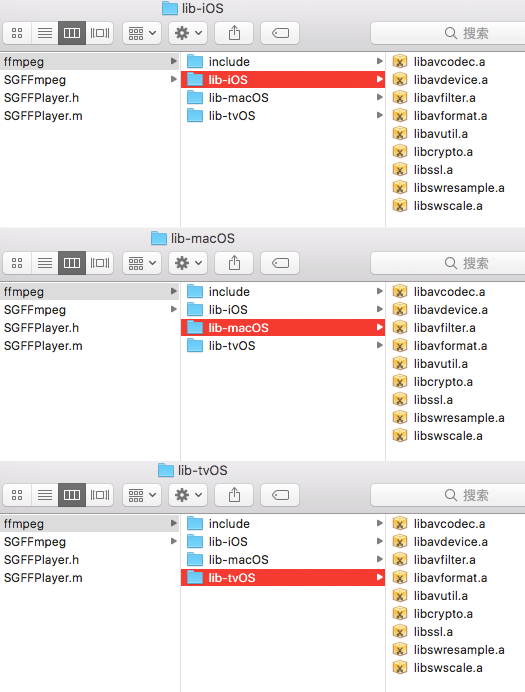 lib-iOS
搜索
ffmpeg
SGFFmpeg
SGFFPlayer.h
SGFFPlayer.m
include
lib-iOS
lib-macOS
lib-tvOS
libavcodec.a
libavdevice.a
libavfilter.a
libavformat.a
libavutil.a
libcrypto.a
libssl.a
libswresample.a
libswscale.a
lib-macOS
搜索
ffmpeg
SGFFmpeg
SGFFPlayer.h
SGFFPlayer.m
include
lib-iOS
lib-macOS
lib-tvOS
libavcodec.a
libavdevice.a
libavfilter.a
libavformat.a
libavutil.a
libcrypto.a
libssl.a
libswresample.a
libswscale.a
lib-tvOS
搜索
ffmpeg
SGFFmpeg
SGFFPlayer.h
SGFFPlayer.m
include
lib-iOS
lib-macOS
lib-tvOS
libavcodec.a
libavdevice.a
libavfilter.a
libavformat.a
libavutil.a
libcrypto.a
libssl.a
libswresample.a
libswscale.a